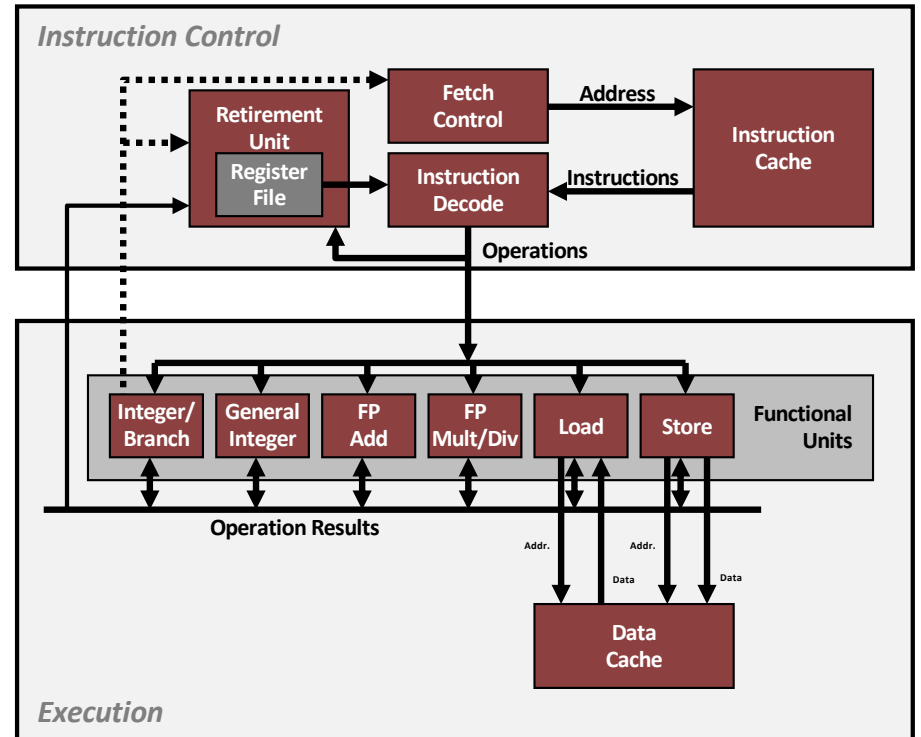 Instruction Control
Fetch
Control
Address
Instruction
Cache
Retirement
Unit
Register
File
Instruction
Decode
Instructions
Operations
Integer/
Branch
General
Integer
FP
Add
FP
Mult/Div
Load
Store
Functional
Units
Operation Results
Addr.
Addr.
Data
Data
Data
Cache
Execution